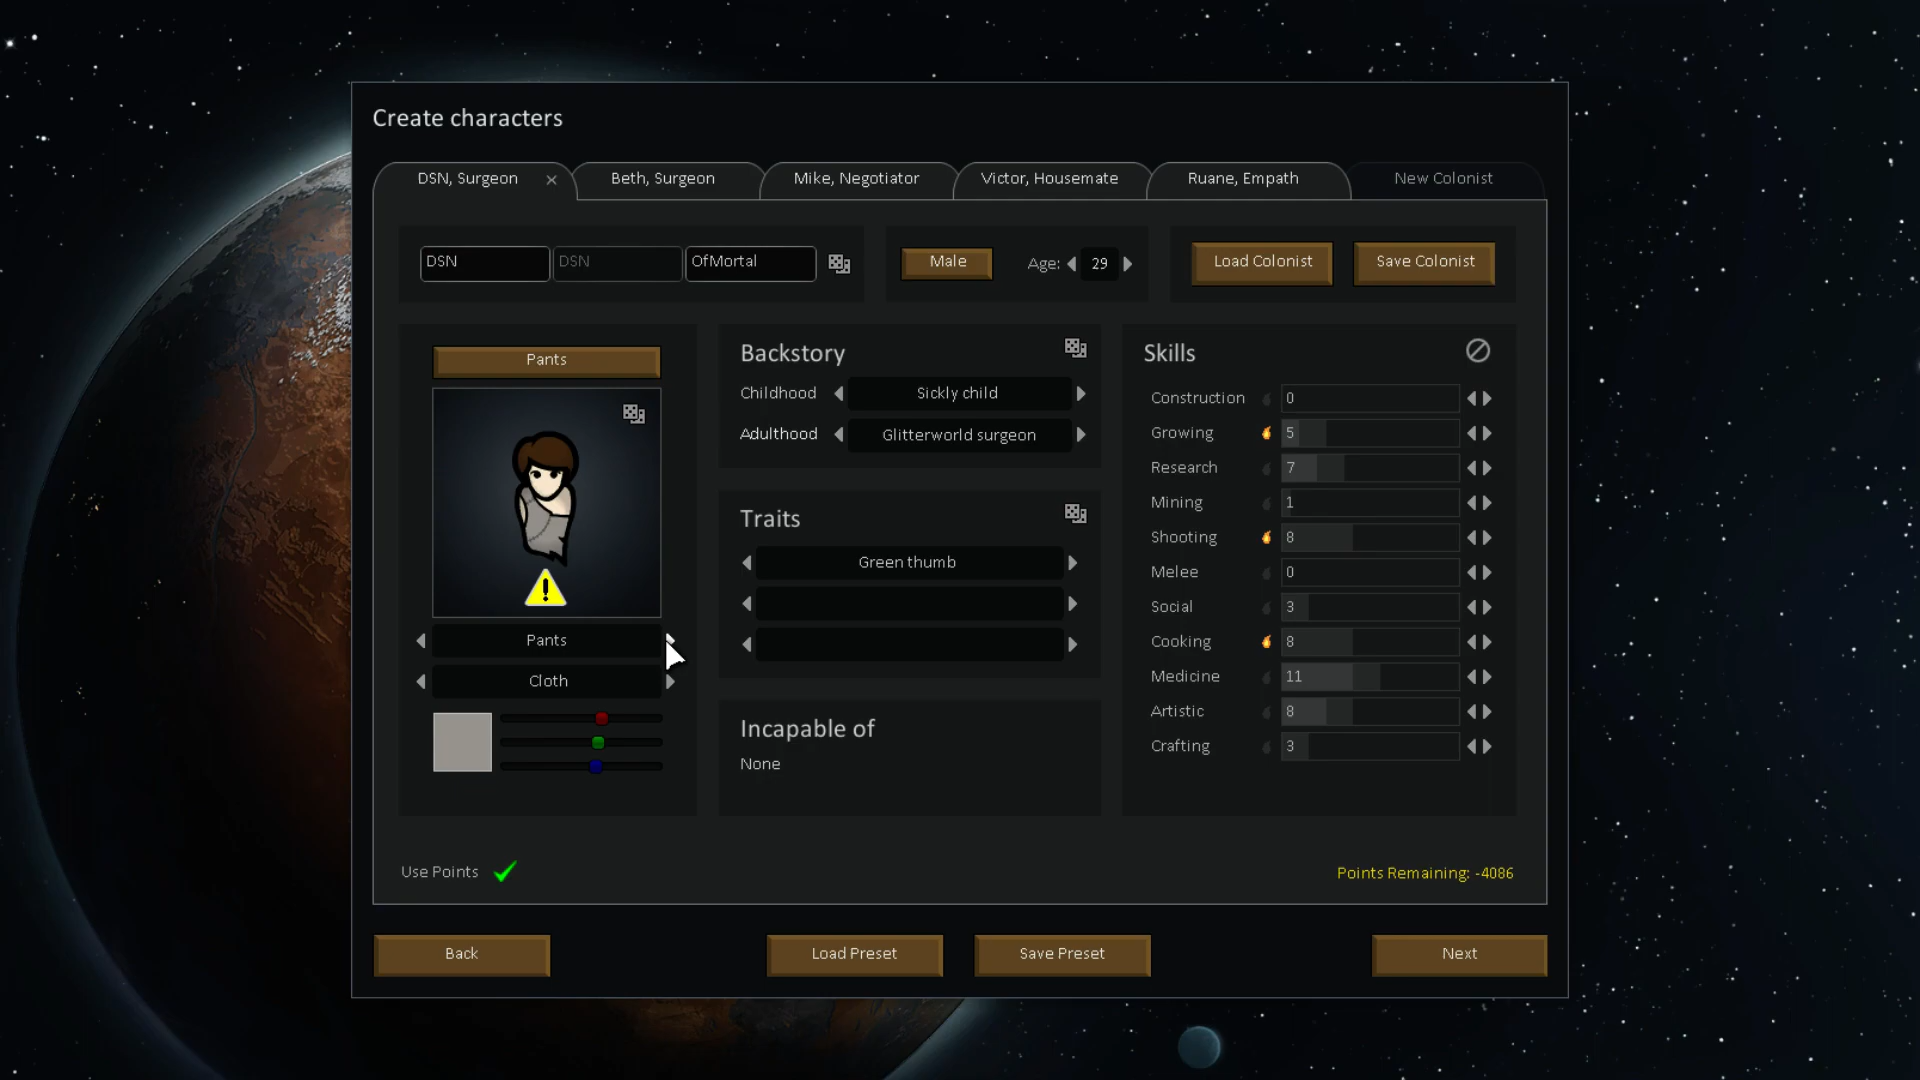 Create characters
DSN, Surgeon
Beth, Surgeon
Mike, Negotiator
Victor, Housemate
Ruane, Empath
New Colonist
DSN
DSN
OfMortal
Male
Age:
29
Load Colonist
Save Colonist
Pants
!
Pants
Cloth
Backstory
Childhood
Sickly child
Adulthood
Glitterworld surgeon
Traits
Green thumb
Incapable of
None
Skills
Construction 0
Growing 5
Research 7
Mining 1
Shooting 8
Melee 0
Social 3
Cooking 8
Medicine 11
Artistic 8
Crafting 3
Use Points
Points Remaining: -4086
Back
Load Preset
Save Preset
Next